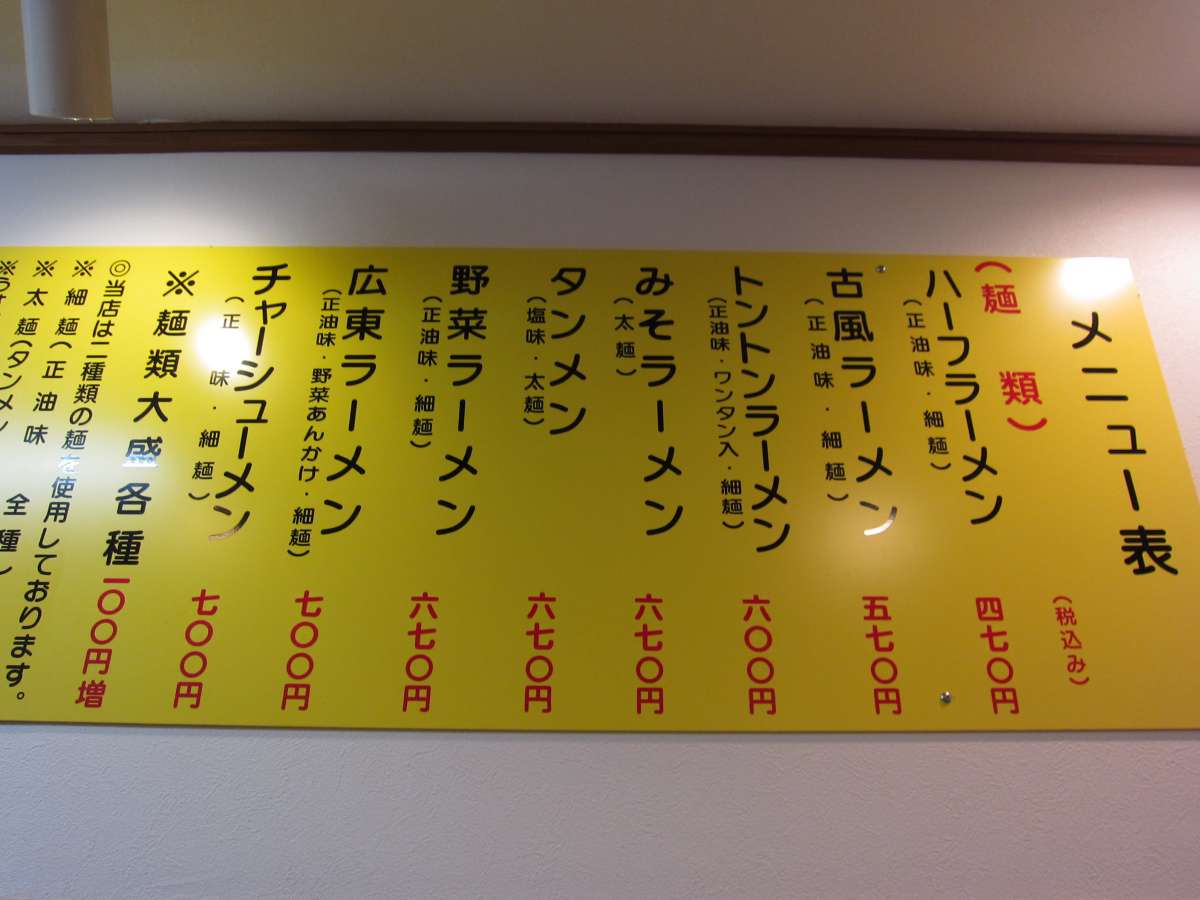 メニュー表
(税込み)
(麺類)
ハーフラーメン
(正油味・細麺)
四七〇円
古風ラーメン
(正油味・細麺)
五七〇円
トントンラーメン
(正油味・ワンタン入・細麺)
六〇〇円
みそラーメン
(太麺)
六七〇円
タンメン
(塩味・太麺)
六七〇円
野菜ラーメン
(正油味・細麺)
六七〇円
広東ラーメン
(正油味・野菜あんかけ・細麺)
七〇〇円
チャーシューメン
(正 味・細麺)
七〇〇円
※麺類大盛各種 一〇〇円増
◎当店は二種類の麺を使用しております。
※細麺(正油味 全種)
※太麺(タンメン